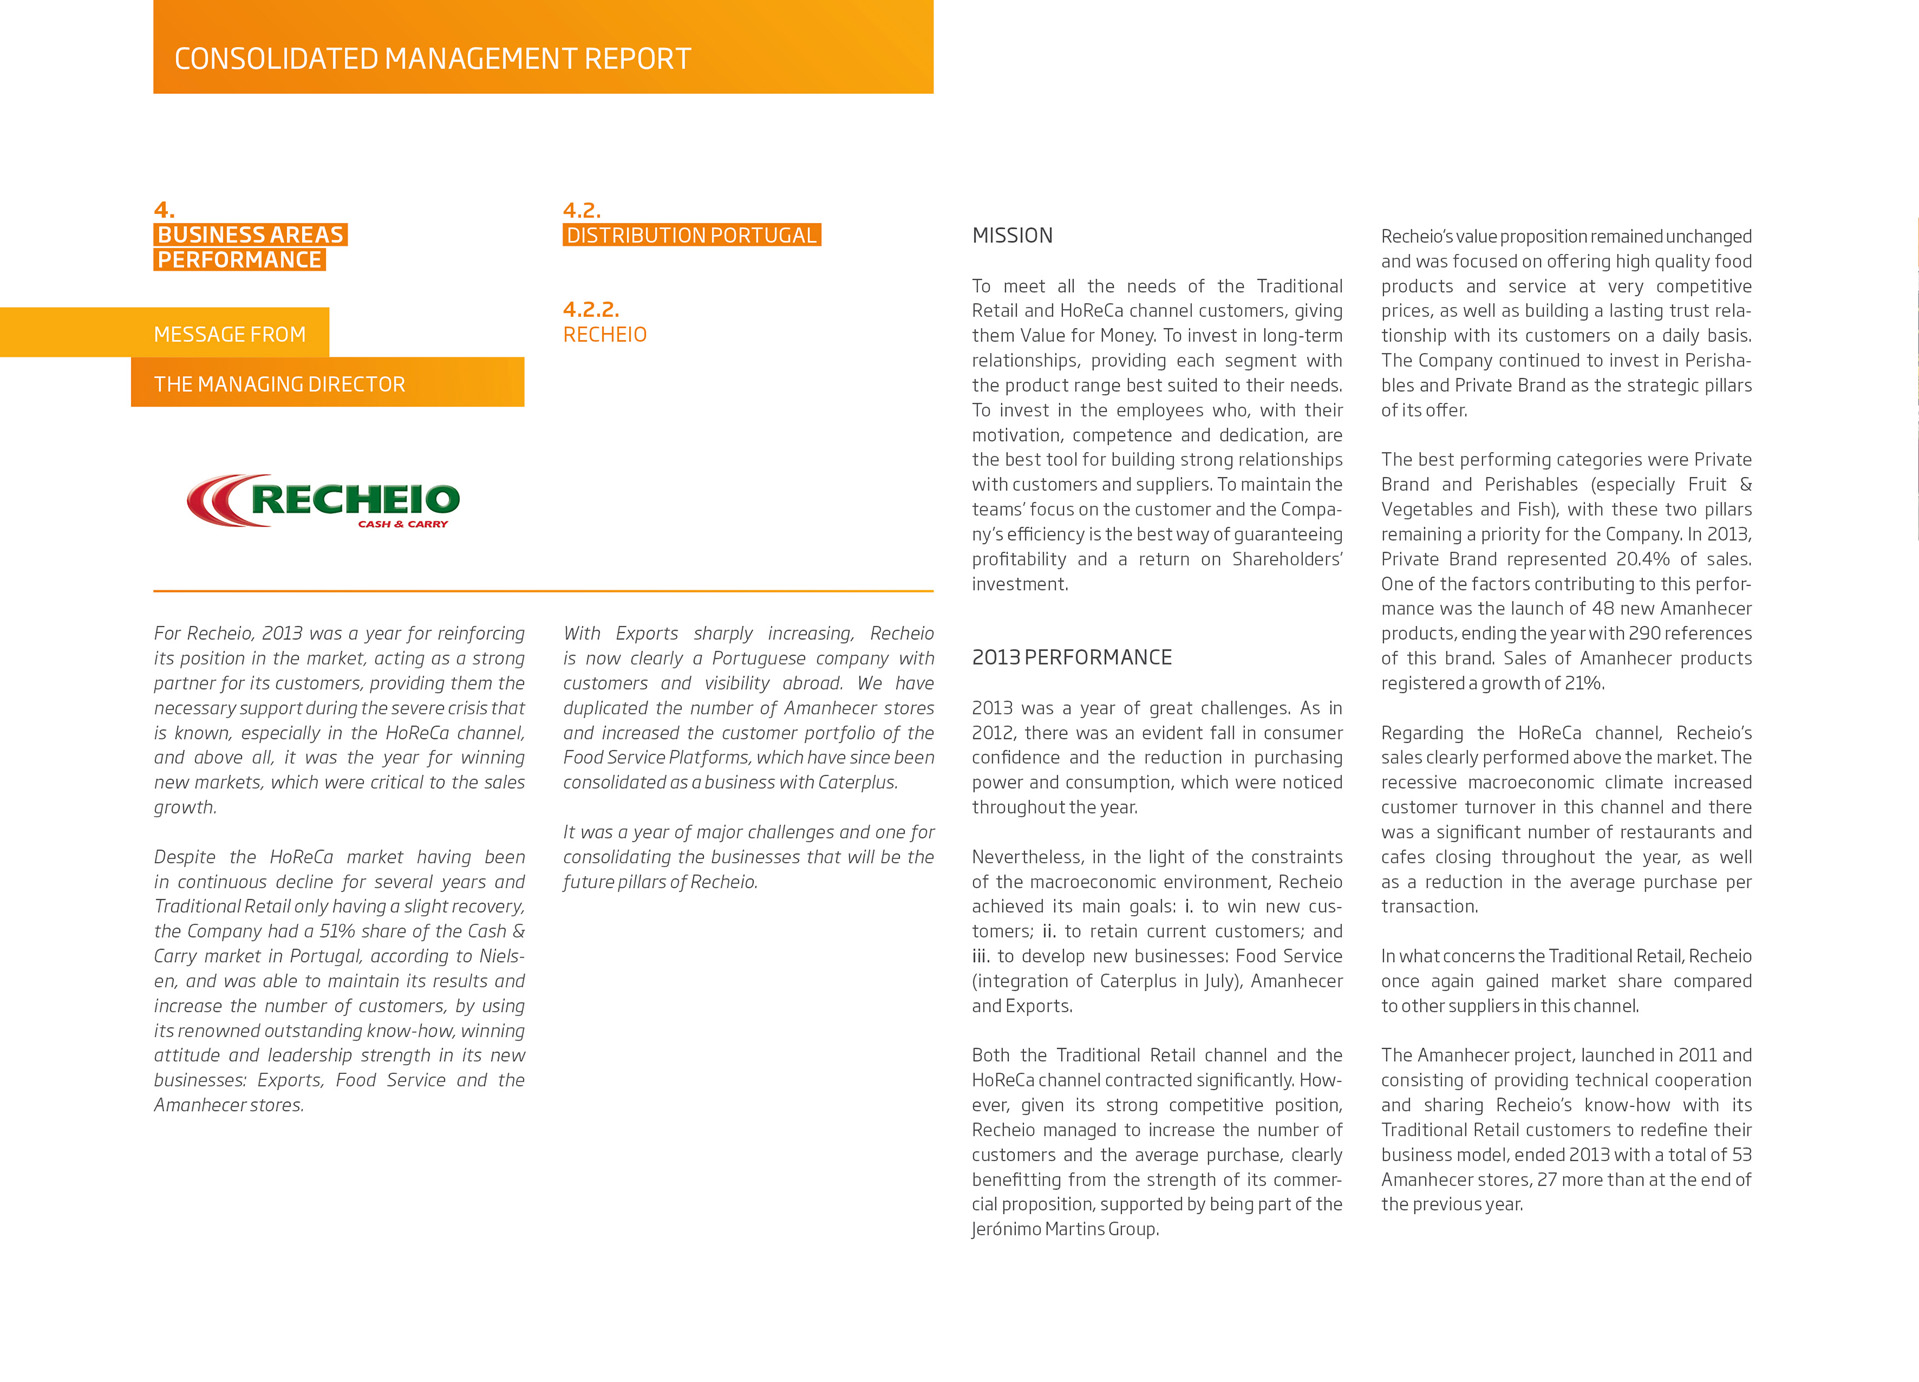 CONSOLIDATED MANAGEMENT REPORT
4.
BUSINESS AREAS
PERFORMANCE
MESSAGE FROM
THE MANAGING DIRECTOR
4.2.
DISTRIBUTION PORTUGAL
4.2.2.
RECHEIO
RECHEIO
CASH & CARRY
For Recheio, 2013 was a year for reinforcing
its position in the market, acting as a strong
partner for its customers, providing them the
necessary support during the severe crisis that
is known, especially in the HoReCa channel,
and above all, it was the year for winning
new markets, which were critical to the sales
growth.
Despite the HoReCa market having been
in continuous decline for several years and
Traditional Retail only having a slight recovery,
the Company had a 51% share of the Cash &
Carry market in Portugal, according to Niels-
en, and was able to maintain its results and
increase the number of customers, by using
its renowned outstanding know-how, winning
attitude and leadership strength in its new
businesses: Exports, Food Service and the
Amanhecer stores.
With Exports sharply increasing, Recheio
is now clearly a Portuguese company with
customers and visibility abroad. We have
duplicated the number of Amanhecer stores
and increased the customer portfolio of the
Food Service Platforms, which have since been
consolidated as a business with Caterplus.
It was a year of major challenges and one for
consolidating the businesses that will be the
future pillars of Recheio.
MISSION
To meet all the needs of the Traditional
Retail and HoReCa channel customers, giving
them Value for Money. To invest in long-term
relationships, providing each segment with
the product range best suited to their needs.
To invest in the employees who, with their
motivation, competence and dedication, are
the best tool for building strong relationships
with customers and suppliers. To maintain the
teams' focus on the customer and the Compa-
ny's efficiency is the best way of guaranteeing
profitability and a return on Shareholders'
investment.
2013 PERFORMANCE
2013 was a year of great challenges. As in
2012, there was an evident fall in consumer
confidence and the reduction in purchasing
power and consumption, which were noticed
throughout the year.
Nevertheless, in the light of the constraints
of the macroeconomic environment, Recheio
achieved its main goals: i. to win new cus-
tomers; ii. to retain current customers; and
iii. to develop new businesses: Food Service
(integration of Caterplus in July), Amanhecer
and Exports.
Both the Traditional Retail channel and the
HoReCa channel contracted significantly. How-
ever, given its strong competitive position,
Recheio managed to increase the number of
customers and the average purchase, clearly
benefitting from the strength of its commer-
cial proposition, supported by being part of the
Jerónimo Martins Group.
Recheio's value proposition remained unchanged
and was focused on offering high quality food
products and service at very competitive
prices, as well as building a lasting trust rela-
tionship with its customers on a daily basis.
The Company continued to invest in Perisha-
bles and Private Brand as the strategic pillars
of its offer.
The best performing categories were Private
Brand and Perishables (especially Fruit &
Vegetables and Fish), with these two pillars
remaining a priority for the Company. In 2013,
Private Brand represented 20.4% of sales.
One of the factors contributing to this perfor-
mance was the launch of 48 new Amanhecer
products, ending the year with 290 references
of this brand. Sales of Amanhecer products
registered a growth of 21%.
Regarding the HoReCa channel, Recheio's
sales clearly performed above the market. The
recessive macroeconomic climate increased
customer turnover in this channel and there
was a significant number of restaurants and
cafes closing throughout the year, as well
as a reduction in the average purchase per
transaction.
In what concerns the Traditional Retail, Recheio
once again gained market share compared
to other suppliers in this channel.
The Amanhecer project, launched in 2011 and
consisting of providing technical cooperation
and sharing Recheio's know-how with its
Traditional Retail customers to redefine their
business model, ended 2013 with a total of 53
Amanhecer stores, 27 more than at the end of
the previous year.